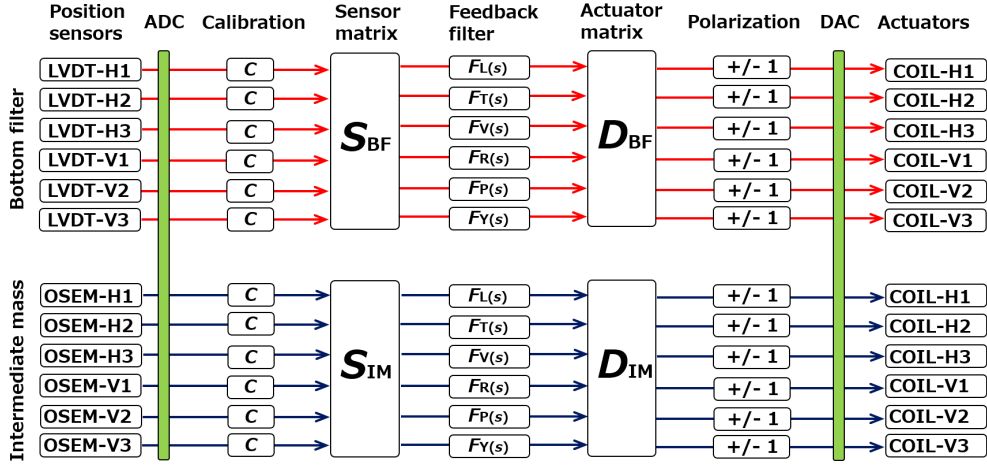 Position sensors
ADC
Calibration
Sensor matrix
Feedback filter
Actuator matrix
Polarization
DAC
Actuators
Bottom filter
LVDT-H1 C FL(s) +/- 1 COIL-H1
LVDT-H2 C FT(s) +/- 1 COIL-H2
LVDT-H3 C FV(s) +/- 1 COIL-H3
SBF
DBF
LVDT-V1 C FR(s) +/- 1 COIL-V1
LVDT-V2 C FP(s) +/- 1 COIL-V2
LVDT-V3 C FY(s) +/- 1 COIL-V3
Intermediate mass
OSEM-H1 C FL(s) +/- 1 COIL-H1
OSEM-H2 C FT(s) +/- 1 COIL-H2
OSEM-H3 C FV(s) +/- 1 COIL-H3
SIM
DIM
OSEM-V1 C FR(s) +/- 1 COIL-V1
OSEM-V2 C FP(s) +/- 1 COIL-V2
OSEM-V3 C FY(s) +/- 1 COIL-V3